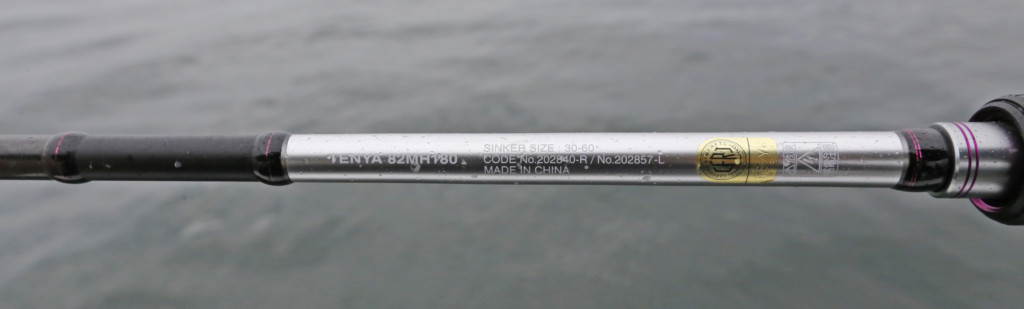 TENYA 82MH180
SINKER SIZE : 30-60
CODE No.202840-R / No.202857-L
MADE IN CHINA